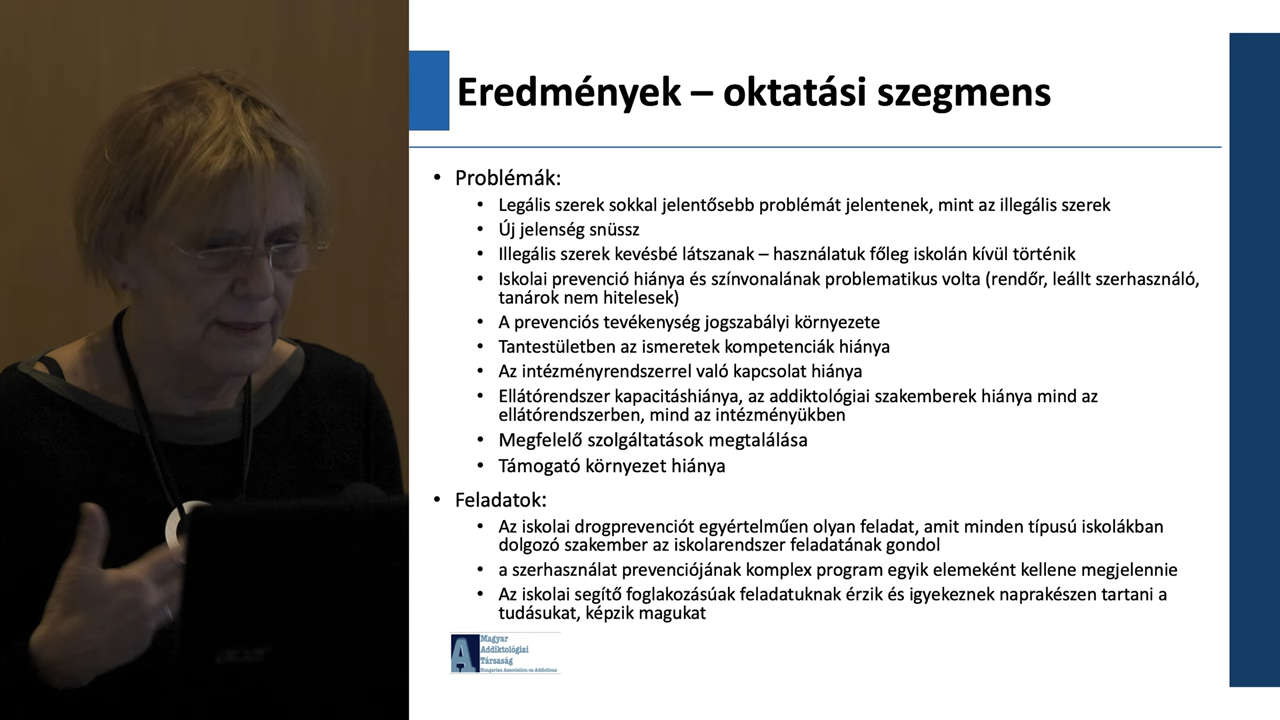 Eredmények – oktatási szegmens
• Problémák:
• Legális szerek sokkal jelentősebb problémát jelentenek, mint az illegális szerek
• Új jelenség snüssz
• Illegális szerek kevésbé látszanak – használatuk főleg iskolán kívül történik
• Iskolai prevenció hiánya és színvonalának problematikus volta (rendőr, leállt szerhasználó,
tanárok nem hitelesek)
• A prevenciós tevékenység jogszabályi környezete
• Tantestületben az ismeretek kompetenciák hiánya
• Az intézményrendszerrel való kapcsolat hiánya
• Ellátórendszer kapacitáshiánya, az addiktológiai szakemberek hiánya mind az
ellátórendszerben, mind az intézményükben
• Megfelelő szolgáltatások megtalálása
• Támogató környezet hiánya
• Feladatok:
• Az iskolai drogprevenciót egyértelműen olyan feladat, amit minden típusú iskolákban
dolgozó szakember az iskolarendszer feladatának gondol
• a szerhasználat prevenciójának komplex program egyik elemeként kellene megjelennie
• Az iskolai segítő foglakozásúak feladatuknak érzik és igyekeznek naprakészen tartani a
tudásukat, képzik magukat
A
Magyar
Addiktológiai
Társaság
Hungarian Association on Addictions